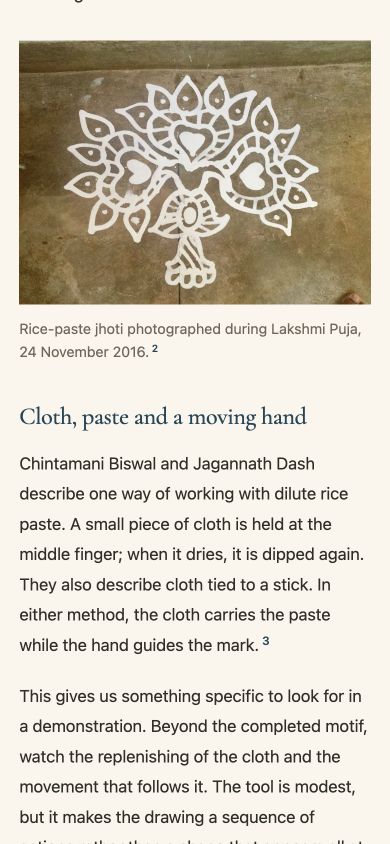 Rice-paste jhoti photographed during Lakshmi Puja,
24 November 2016. 2
Cloth, paste and a moving hand
Chintamani Biswal and Jagannath Dash
describe one way of working with dilute rice
paste. A small piece of cloth is held at the
middle finger; when it dries, it is dipped again.
They also describe cloth tied to a stick. In
either method, the cloth carries the paste
while the hand guides the mark. 3
This gives us something specific to look for in
a demonstration. Beyond the completed motif,
watch the replenishing of the cloth and the
movement that follows it. The tool is modest,
but it makes the drawing a sequence of